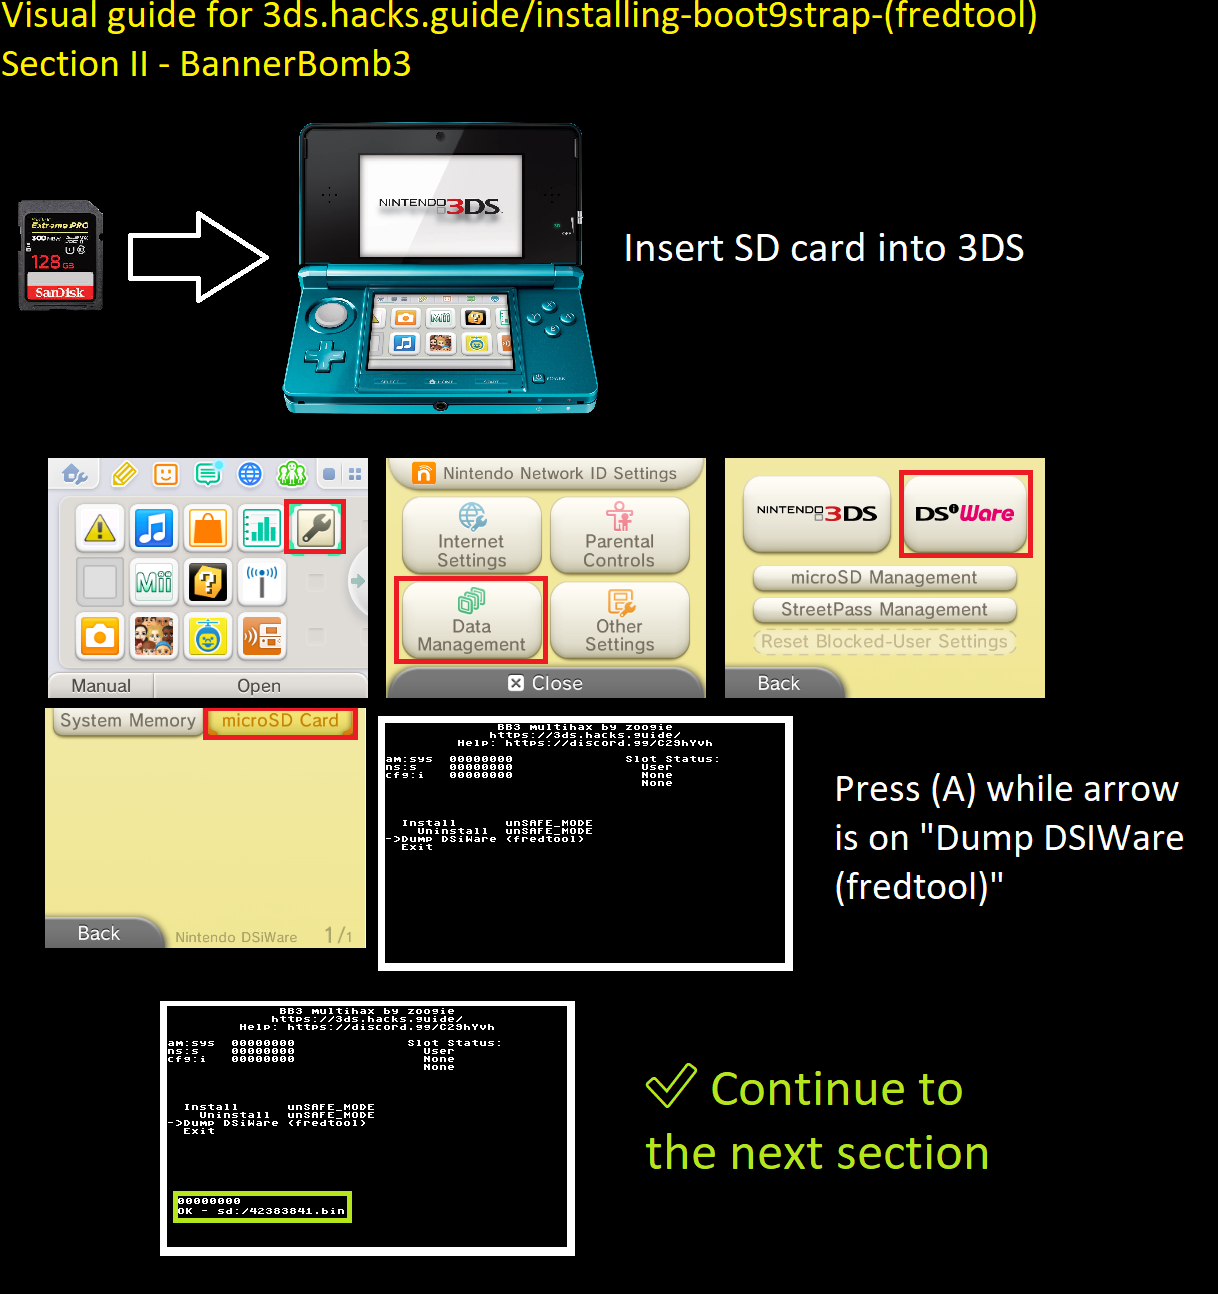 Visual guide for 3ds.hacks.guide/installing-boot9strap-(fredtool)
Section II - BannerBomb3
Extreme PRO
300
128 GB
SanDisk
NINTENDO 3DS
Mii
SELECT
HOME
START
POWER
Insert SD card into 3DS
Mii
Manual
Open
Nintendo Network ID Settings
Internet
Settings
Parental
Controls
Data
Management
Other
Settings
Close
NINTENDO 3DS
DSiWare
microSD Management
StreetPass Management
Reset Blocked-User Settings
Back
System Memory
microSD Card
Back
Nintendo DSiWare
1/1
BB3 multihax by zoogie
https://3ds.hacks.guide/
Help: https://discord.gg/C29hYvh
am:sys 00000000 Slot Status:
ns:s 00000000 User
cfg:i 00000000 None
None
Install unSAFE_MODE
Uninstall unSAFE_MODE
->Dump DSiWare (fredtool)
Exit
Press (A) while arrow
is on "Dump DSIWare
(fredtool)"
BB3 multihax by zoogie
https://3ds.hacks.guide/
Help: https://discord.gg/C29hYvh
am:sys 00000000 Slot Status:
ns:s 00000000 User
cfg:i 00000000 None
None
Install unSAFE_MODE
Uninstall unSAFE_MODE
->Dump DSiWare (fredtool)
Exit
00000000
OK - sd:/42383841.bin
Continue to
the next section